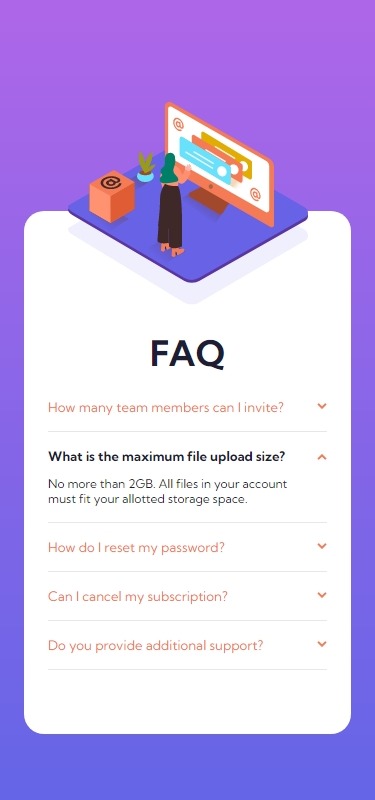 FAQ
How many team members can I invite?
What is the maximum file upload size?
No more than 2GB. All files in your account
must fit your allotted storage space.
How do I reset my password?
Can I cancel my subscription?
Do you provide additional support?